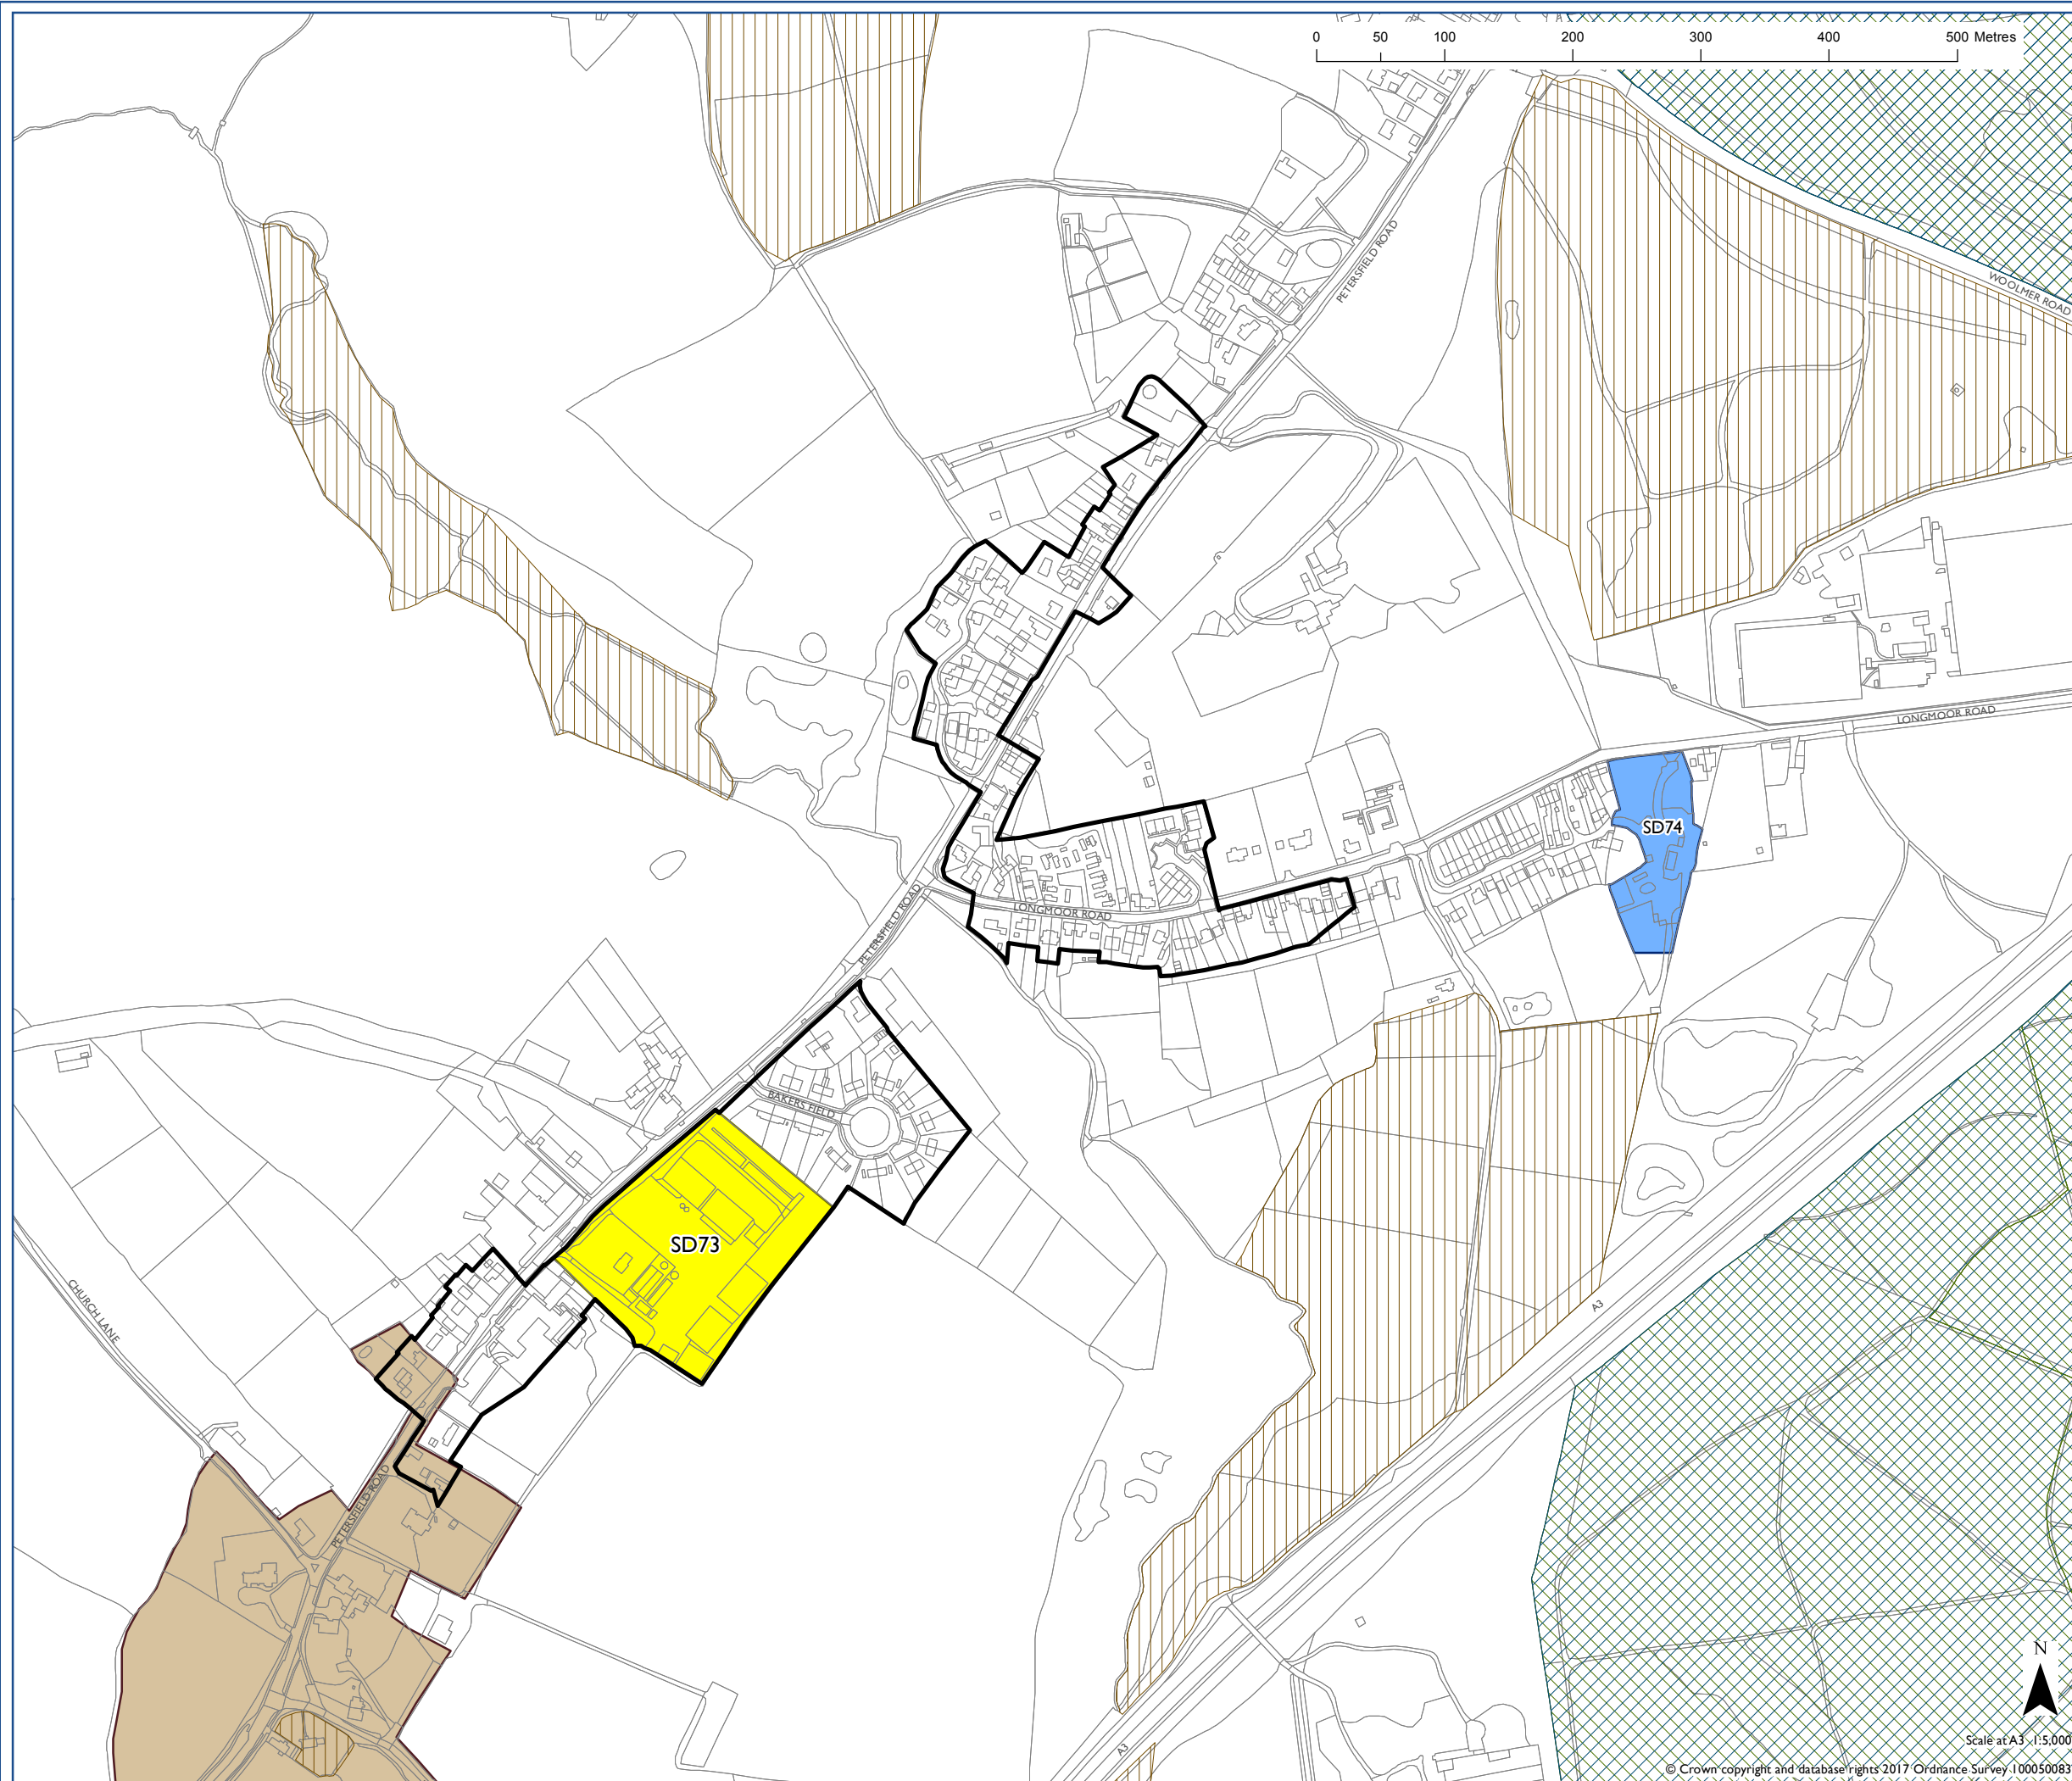 0 50 100 200 300 400 500 Metres
PETERSFIELD ROAD
WOOLMER ROAD
LONGMOOR ROAD
SD74
LONGMOOR ROAD
PETERSFIELD ROAD
BAKERS FIELD
SD73
CHURCH LANE
A3
PETERSFIELD ROAD
N
A3
Scale at A3 1:5,000
© Crown copyright and database rights 2017 Ordnance Survey 100050083